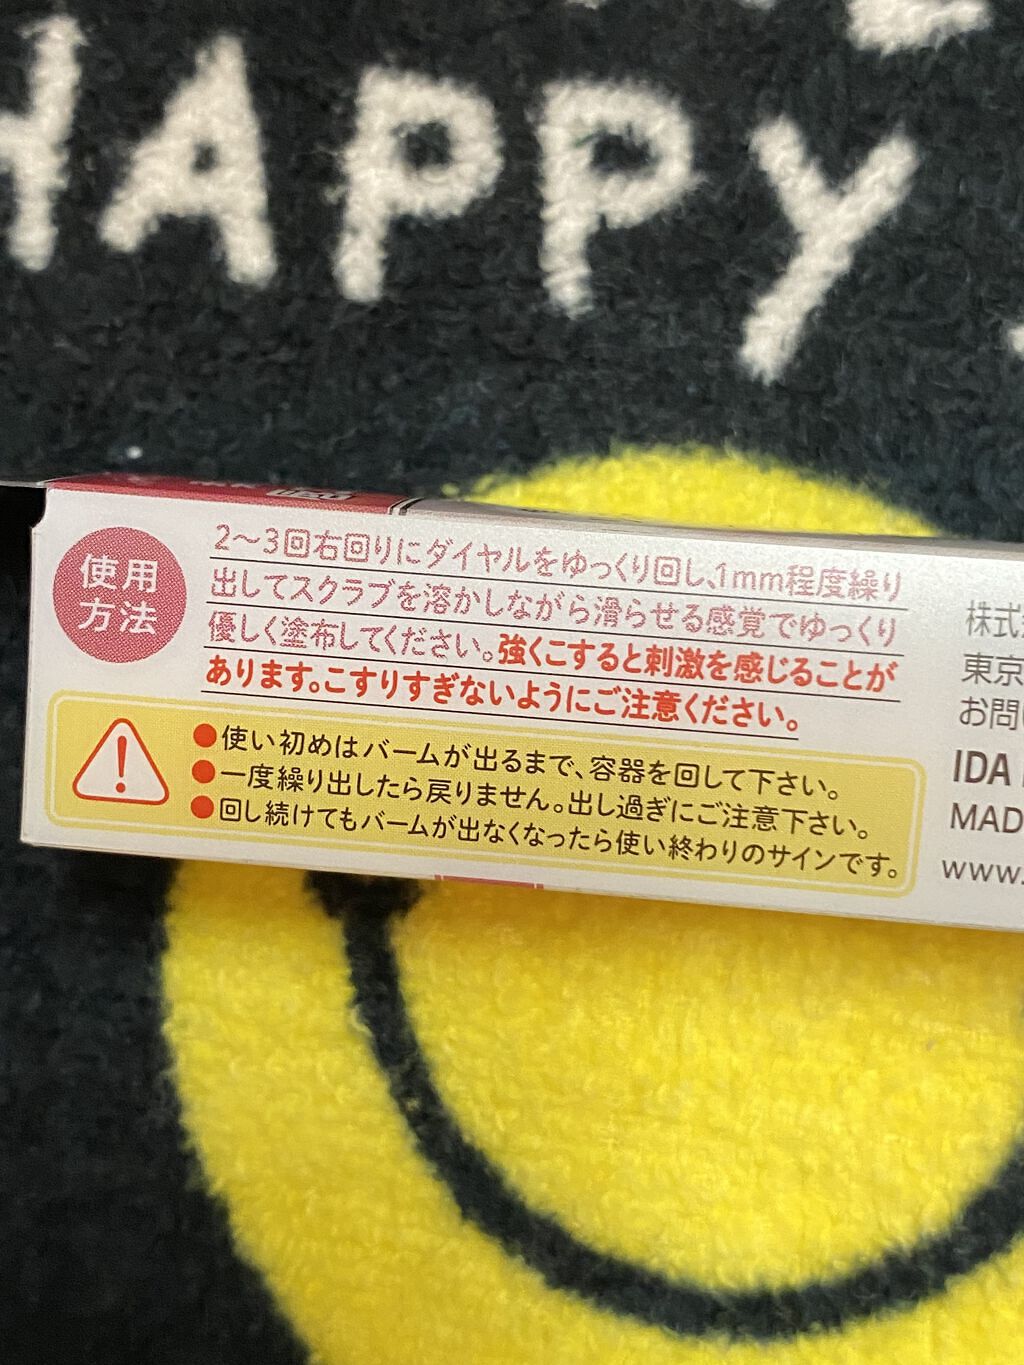 HAPPY
使用
方法
2～3回右回りにダイヤルをゆっくり回し、1mm程度繰り
出してスクラブを溶かしながら滑らせる感覚でゆっくり
優しく塗布してください。強くこすると刺激を感じることが
あります。こすりすぎないようにご注意ください。
●使い初めはバームが出るまで、容器を回して下さい。
●一度繰り出したら戻りません。出し過ぎにご注意下さい。
●回し続けてもバームが出なくなったら使い終わりのサインです。
株式
東京
お問
IDA
MAD
www.